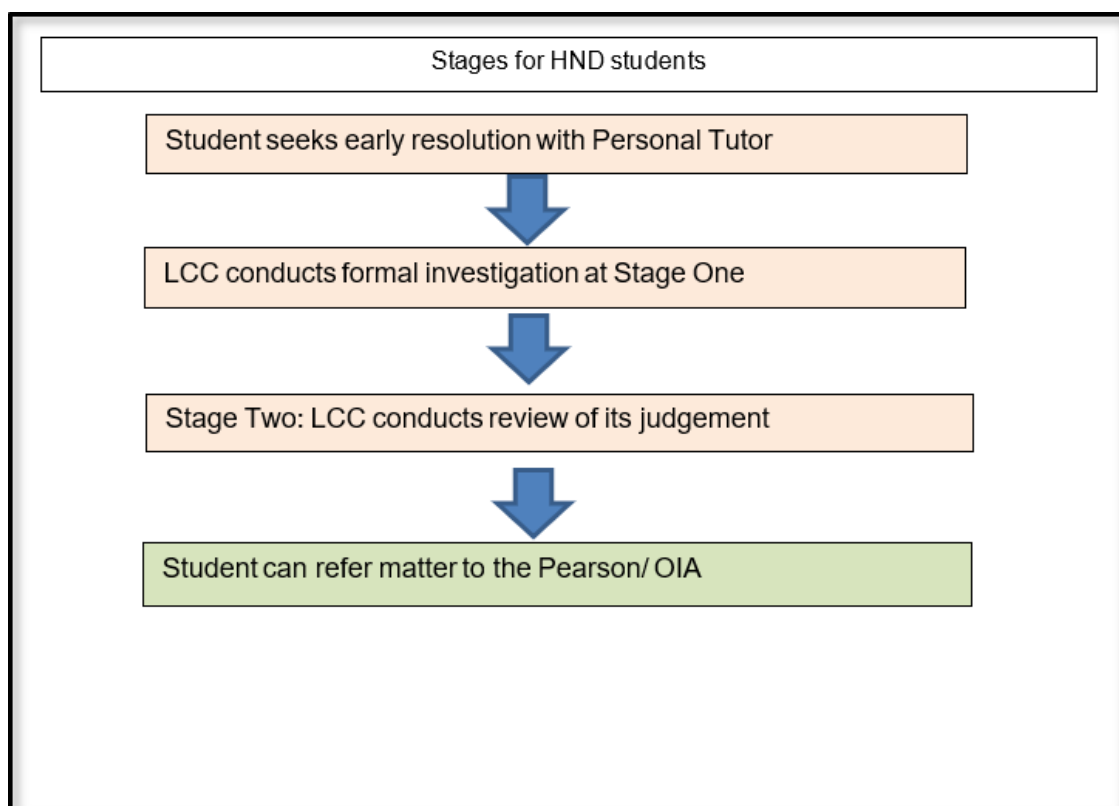 Stages for HND students
Student seeks early resolution with Personal Tutor
LCC conducts formal investigation at Stage One
Stage Two: LCC conducts review of its judgement
Student can refer matter to the Pearson/ OIA